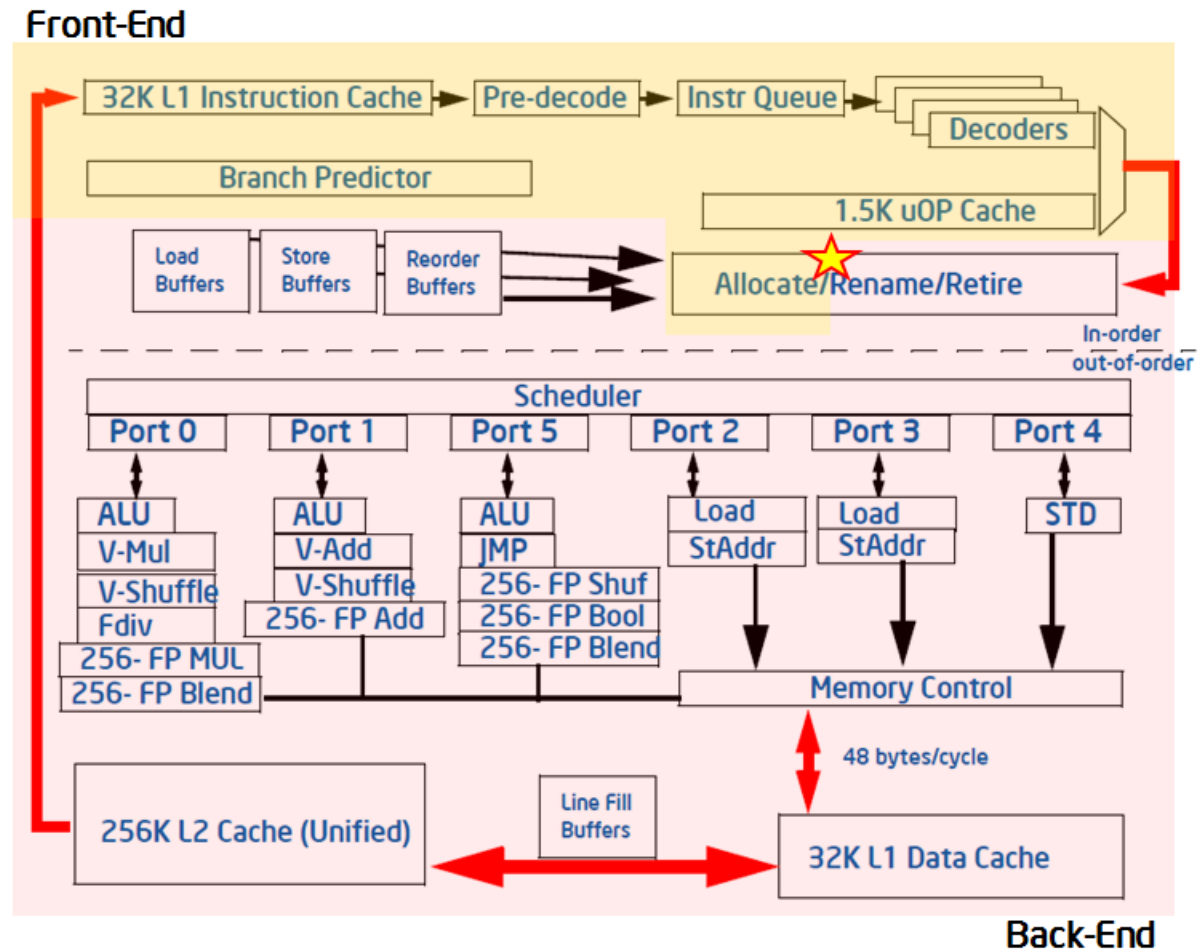 Front-End
32K L1 Instruction Cache
Pre-decode
Instr Queue
Decoders
Branch Predictor
1.5K uOP Cache
Load
Buffers
Store
Buffers
Reorder
Buffers
Allocate/Rename/Retire
In-order
out-of-order
Scheduler
Port 0
Port 1
Port 5
Port 2
Port 3
Port 4
ALU
V-Mul
V-Shuffle
Fdiv
256- FP MUL
256- FP Blend
ALU
V-Add
V-Shuffle
256- FP Add
ALU
JMP
256- FP Shuf
256- FP Bool
256- FP Blend
Load
StAddr
Load
StAddr
STD
Memory Control
48 bytes/cycle
256K L2 Cache (Unified)
Line Fill
Buffers
32K L1 Data Cache
Back-End